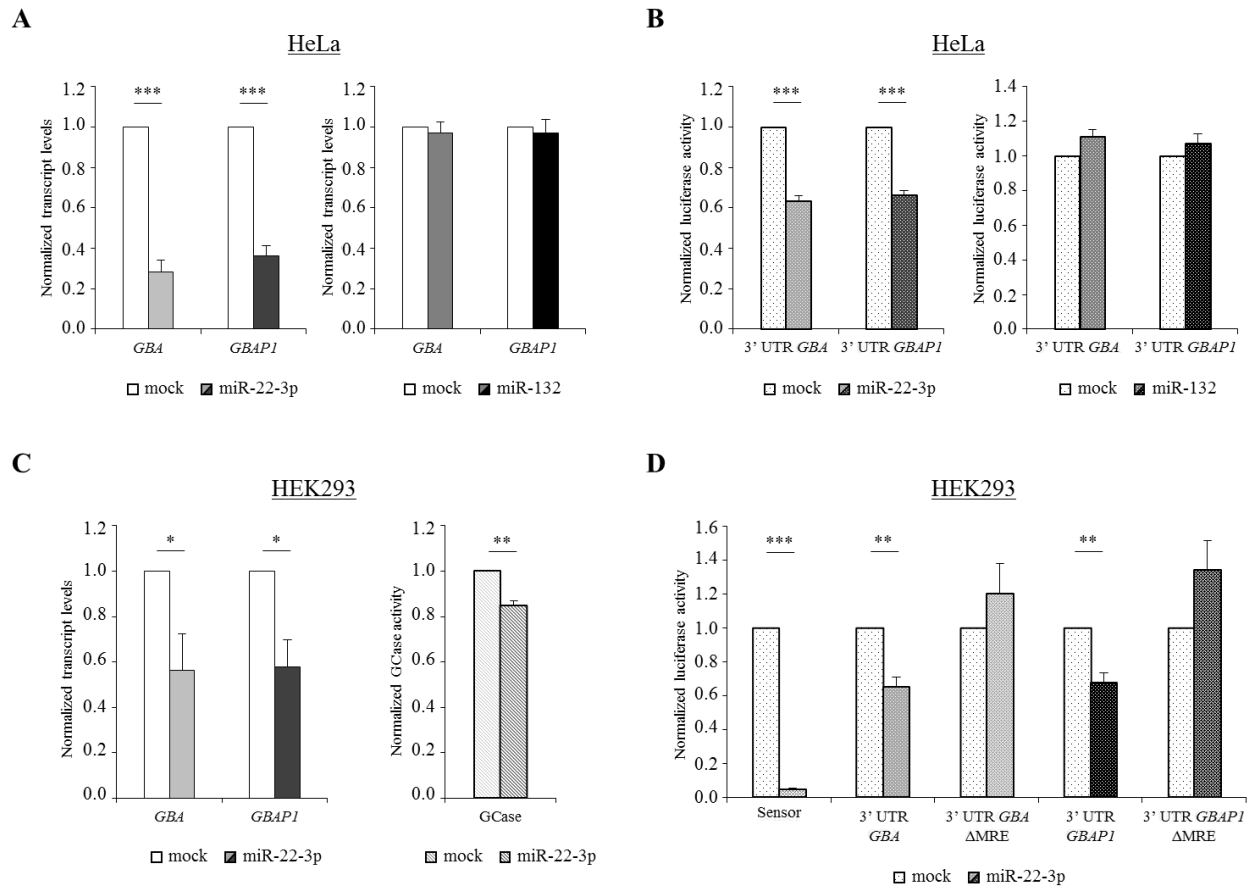 A
HeLa
Normalized transcript levels
1.2
1.0
0.8
0.6
0.4
0.2
0.0
***
***
GBA
GBAP1
mock
miR-22-3p
Normalized transcript levels
1.2
1.0
0.8
0.6
0.4
0.2
0.0
GBA
GBAP1
mock
miR-132
B
HeLa
Normalized luciferase activity
1.2
1.0
0.8
0.6
0.4
0.2
0.0
***
***
3’ UTR GBA
3’ UTR GBAP1
mock
miR-22-3p
Normalized luciferase activity
1.4
1.2
1.0
0.8
0.6
0.4
0.2
0.0
3’ UTR GBA
3’ UTR GBAP1
mock
miR-132
C
HEK293
Normalized transcript levels
1.2
1.0
0.8
0.6
0.4
0.2
0.0
*
*
GBA
GBAP1
mock
miR-22-3p
Normalized GCase activity
1.2
1.0
0.8
0.6
0.4
0.2
0.0
**
GCase
mock
miR-22-3p
D
HEK293
Normalized luciferase activity
1.6
1.4
1.2
1.0
0.8
0.6
0.4
0.2
0.0
***
**
**
Sensor
3’ UTR
GBA
3’ UTR GBA
ΔMRE
3’ UTR
GBAP1
3’ UTR GBAP1
ΔMRE
mock
miR-22-3p